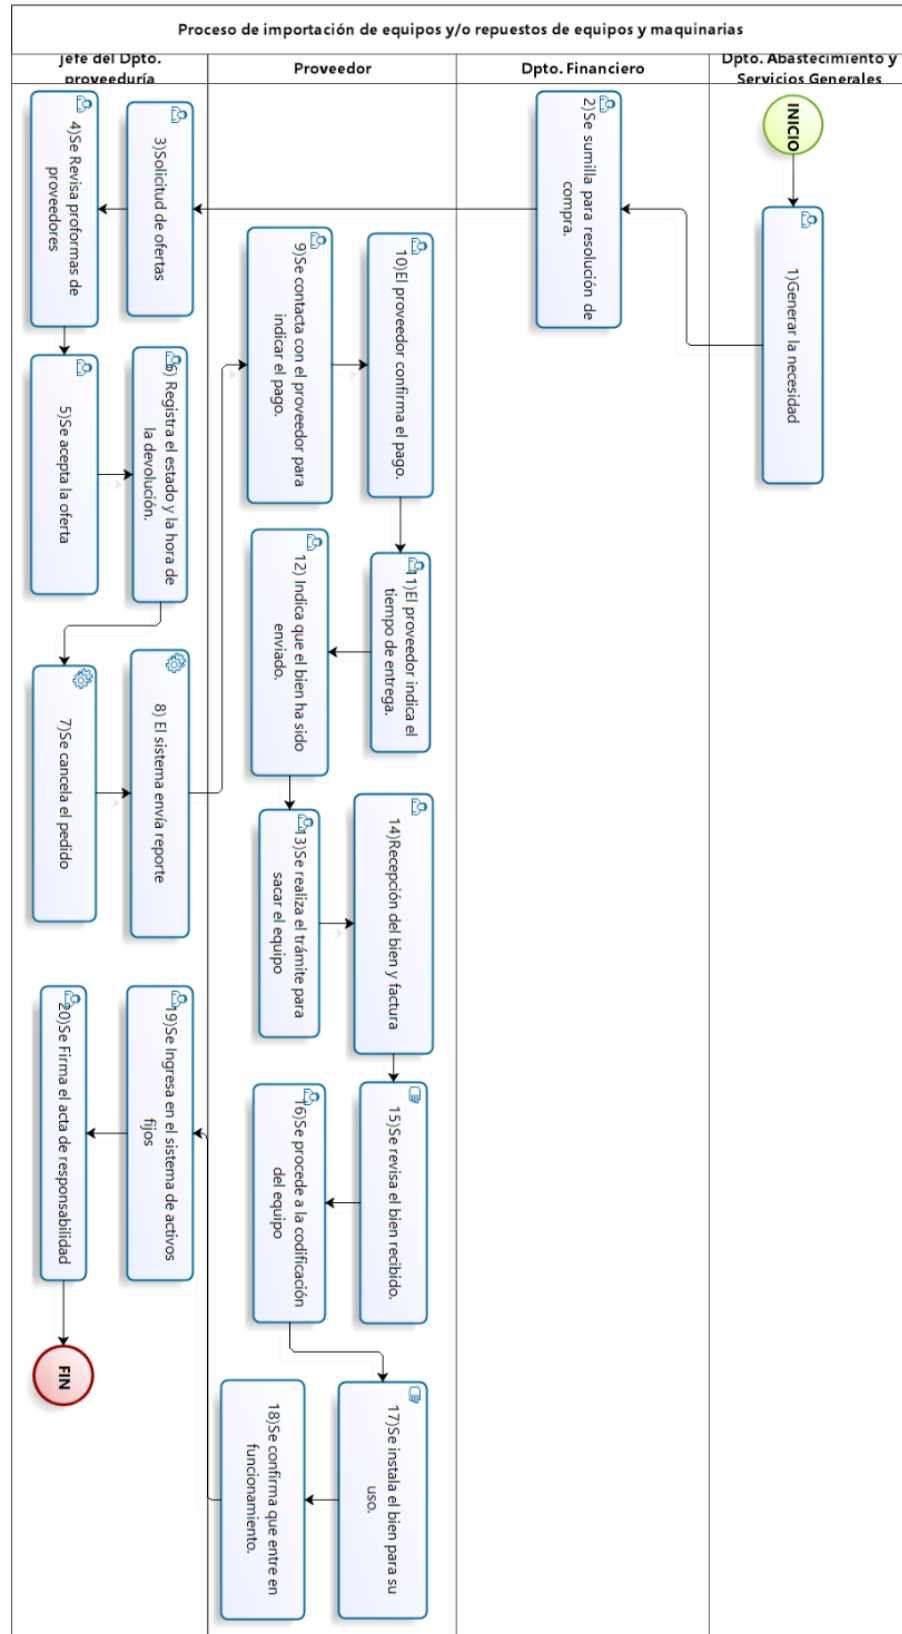 Proceso de importación de equipos y/o repuestos de equipos y maquinarias
Jefe del Dpto.
proveeduría
Proveedor
Dpto. Financiero
Dpto. Abastecimiento y
Servicios Generales
INICIO
1)Generar la necesidad
2)Se sumilla para resolución de
compra.
3)Solicitud de ofertas
4)Se Revisa proformas de
proveedores
5)Se acepta la oferta
6) Registra el estado y la hora de
la devolución.
7)Se cancela el pedido
8) El sistema envía reporte
9)Se contacta con el proveedor para
indicar el pago.
10)El proveedor confirma el pago.
11)El proveedor indica el
tiempo de entrega.
12) Indica que el bien ha sido
enviado.
13)Se realiza el trámite para
sacar el equipo
14)Recepción del bien y factura
15)Se revisa el bien recibido.
16)Se procede a la codificación
del equipo
17)Se instala el bien para su
uso.
18)Se confirma que entre en
funcionamiento.
19)Se Ingresa en el sistema de activos
fijos
20)Se Firma el acta de responsabilidad
FIN